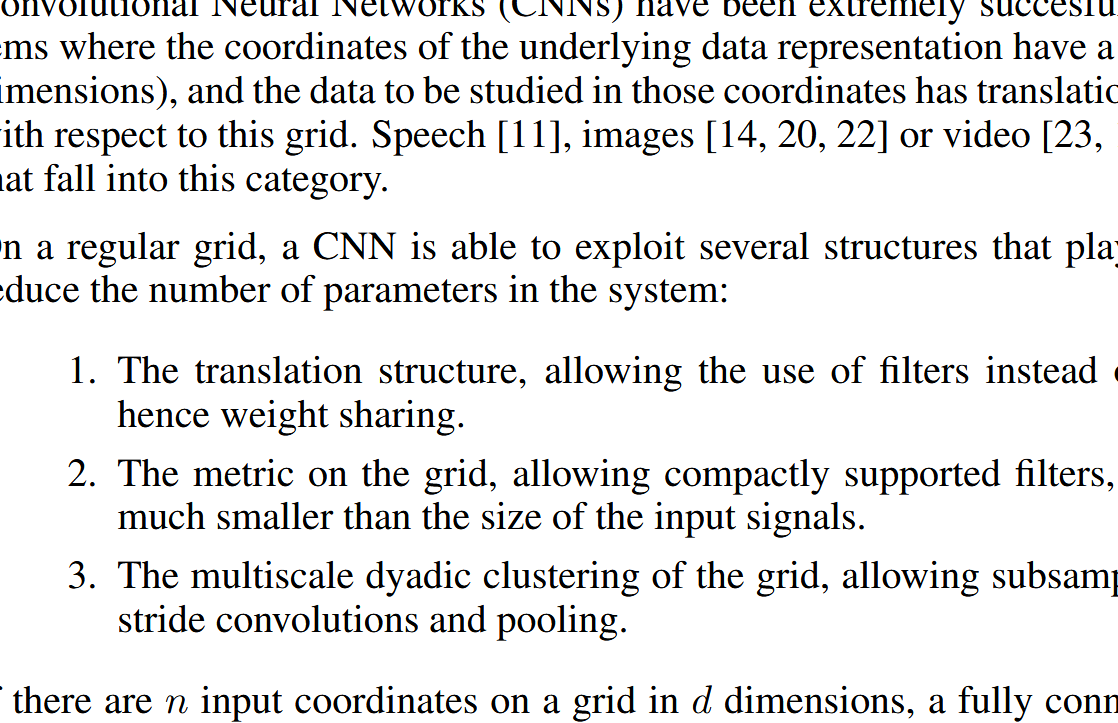 onvolutional Neural Networks (CNNs) have been extremely succesfu
ems where the coordinates of the underlying data representation have a
imensions), and the data to be studied in those coordinates has translatio
ith respect to this grid. Speech [11], images [14, 20, 22] or video [23,
hat fall into this category.
n a regular grid, a CNN is able to exploit several structures that play
educe the number of parameters in the system:
1. The translation structure, allowing the use of filters instead
hence weight sharing.
2. The metric on the grid, allowing compactly supported filters,
much smaller than the size of the input signals.
3. The multiscale dyadic clustering of the grid, allowing subsamp
stride convolutions and pooling.
there are n input coordinates on a grid in d dimensions, a fully conn